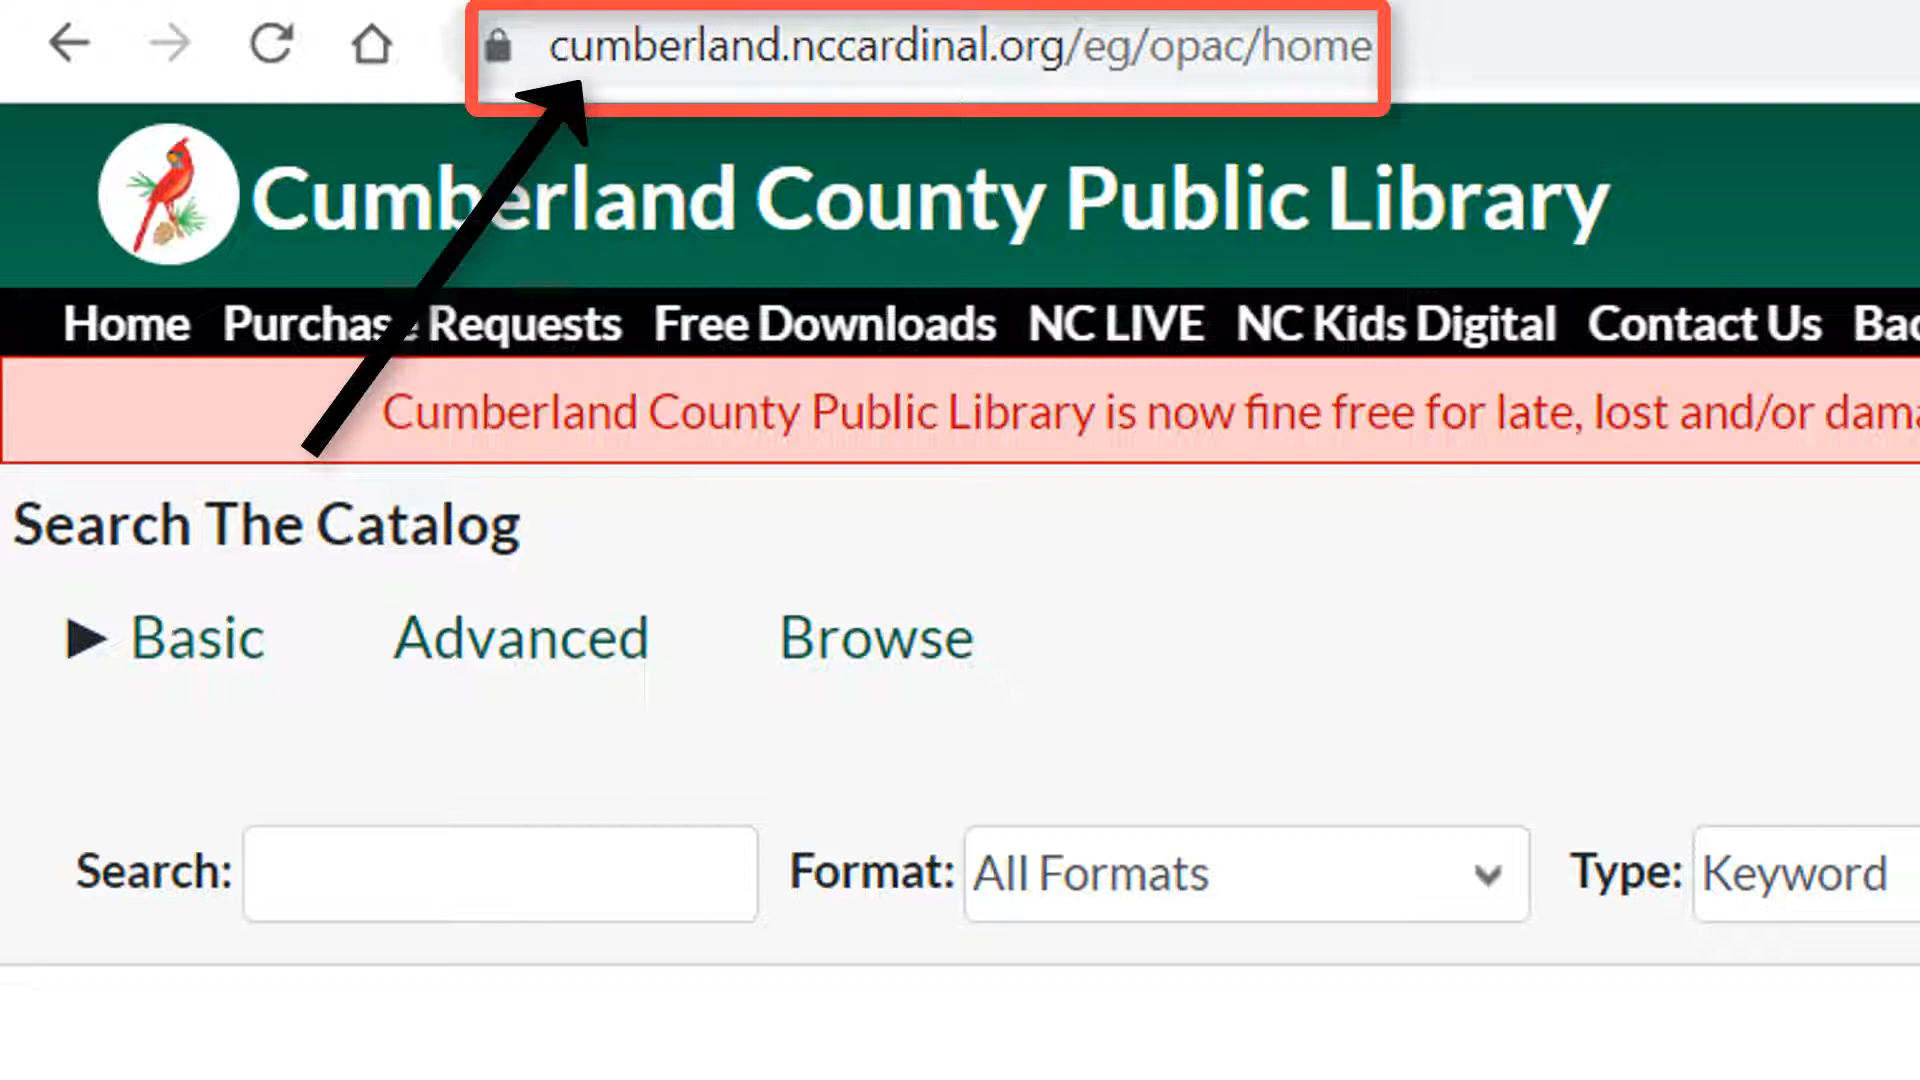 cumberland.nccardinal.org/eg/opac/home
Cumberland County Public Library
Home Purchase Requests Free Downloads NC LIVE NC Kids Digital Contact Us
Cumberland County Public Library is now fine free for late, lost and/or
Search The Catalog
Basic Advanced Browse
Search: Format: All Formats Type: Keyword